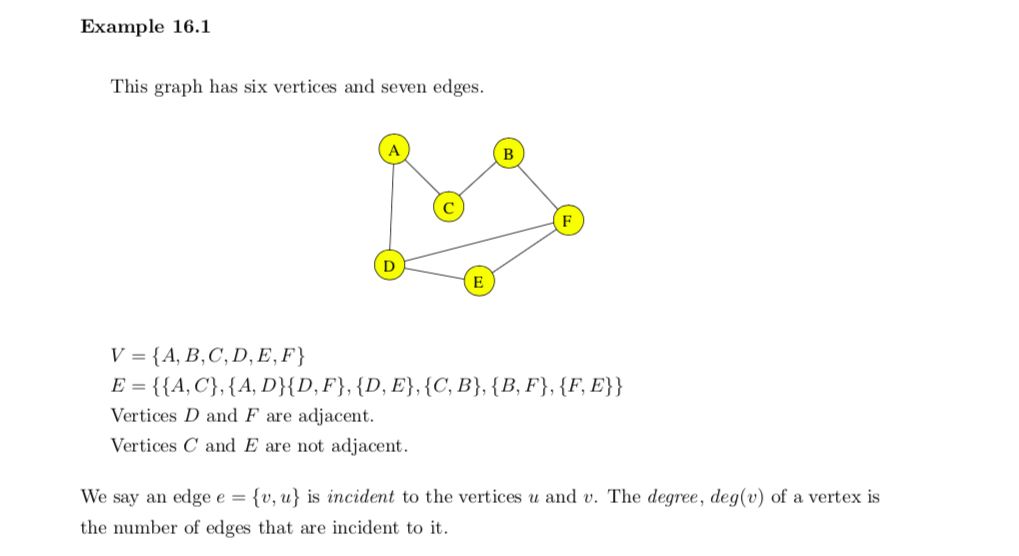 Example 16.1
This graph has six vertices and seven edges.
A
B
C
F
D
E
V = {A, B, C, D, E, F}
E = {{A, C}, {A, D}{D, F}, {D, E}, {C, B}, {B, F}, {F, E}}
Vertices D and F are adjacent.
Vertices C and E are not adjacent.
We say an edge e = {v, u} is incident to the vertices u and v. The degree, deg(v) of a vertex is
the number of edges that are incident to it.